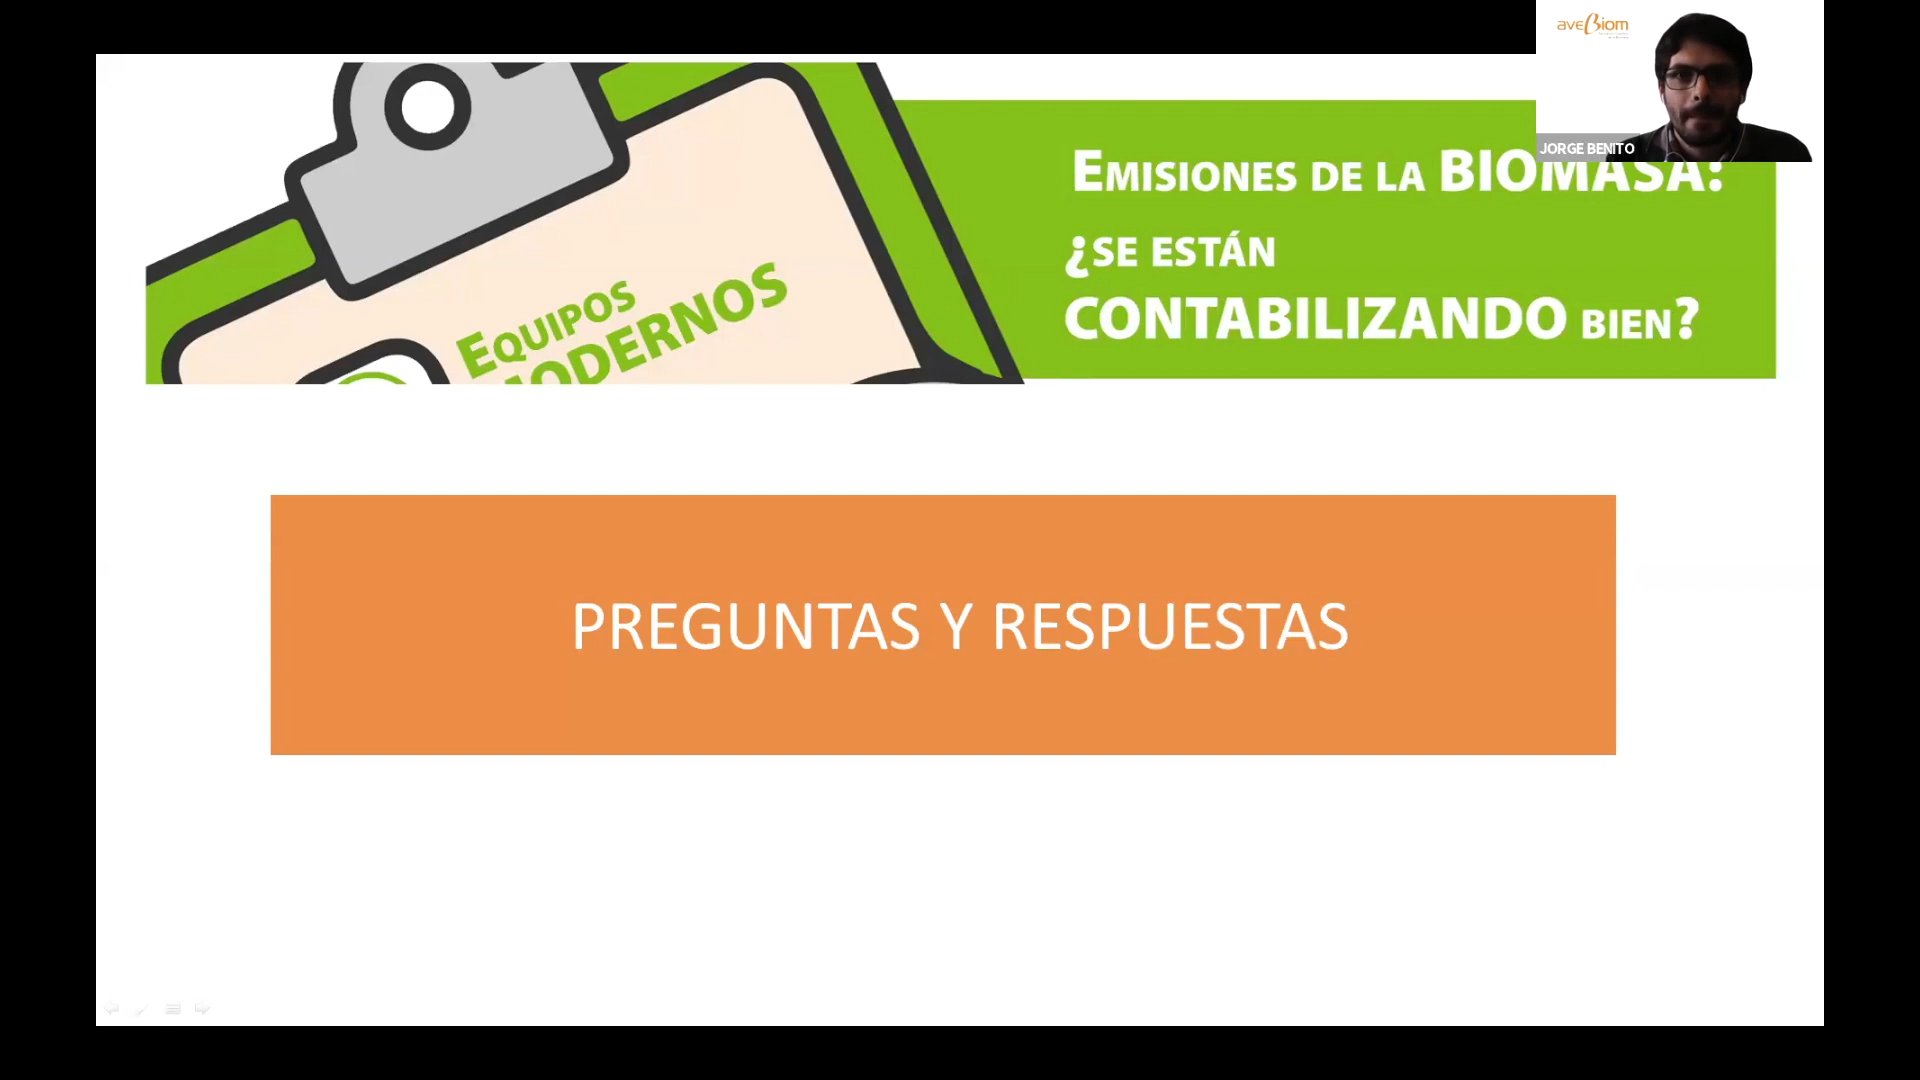 aveBiom
JORGE BENITO
EMISIONES DE LA BIOMASA:
¿SE ESTÁN
CONTABILIZANDO BIEN?
EQUIPOS
MODERNOS
PREGUNTAS Y RESPUESTAS